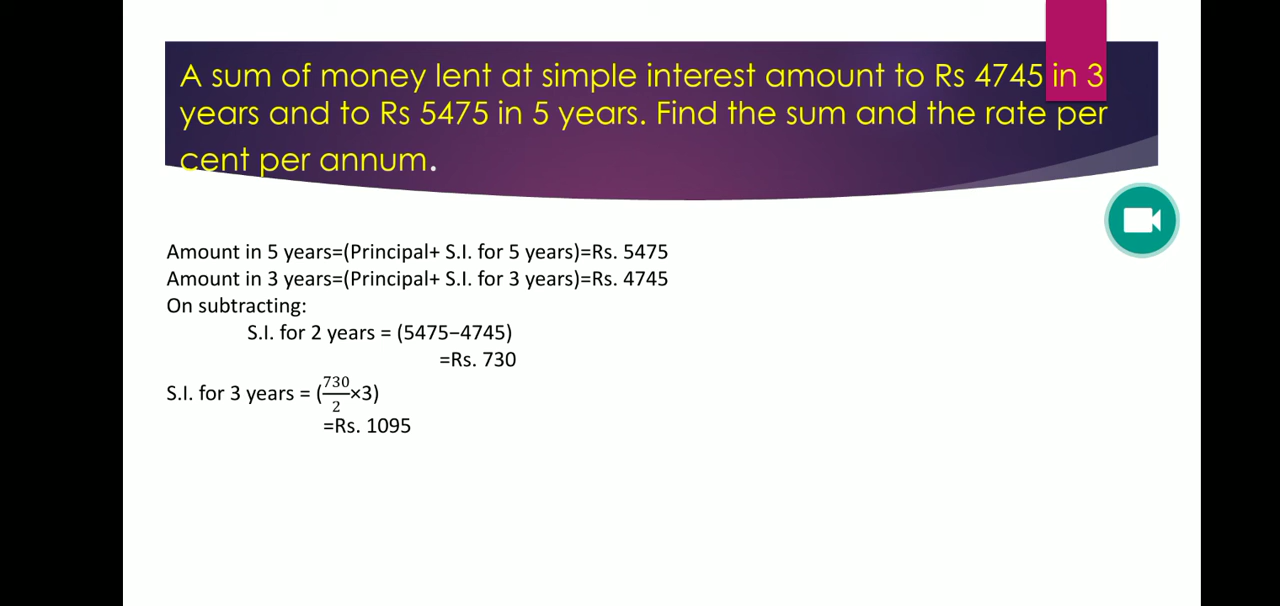 A sum of money lent at simple interest amount to Rs 4745 in 3
years and to Rs 5475 in 5 years. Find the sum and the rate per
cent per annum.
Amount in 5 years=(Principal+ S.I. for 5 years)=Rs. 5475
Amount in 3 years=(Principal+ S.I. for 3 years)=Rs. 4745
On subtracting:
S.I. for 2 years = (5475−4745)
=Rs. 730
S.I. for 3 years = (730/2×3)
=Rs. 1095